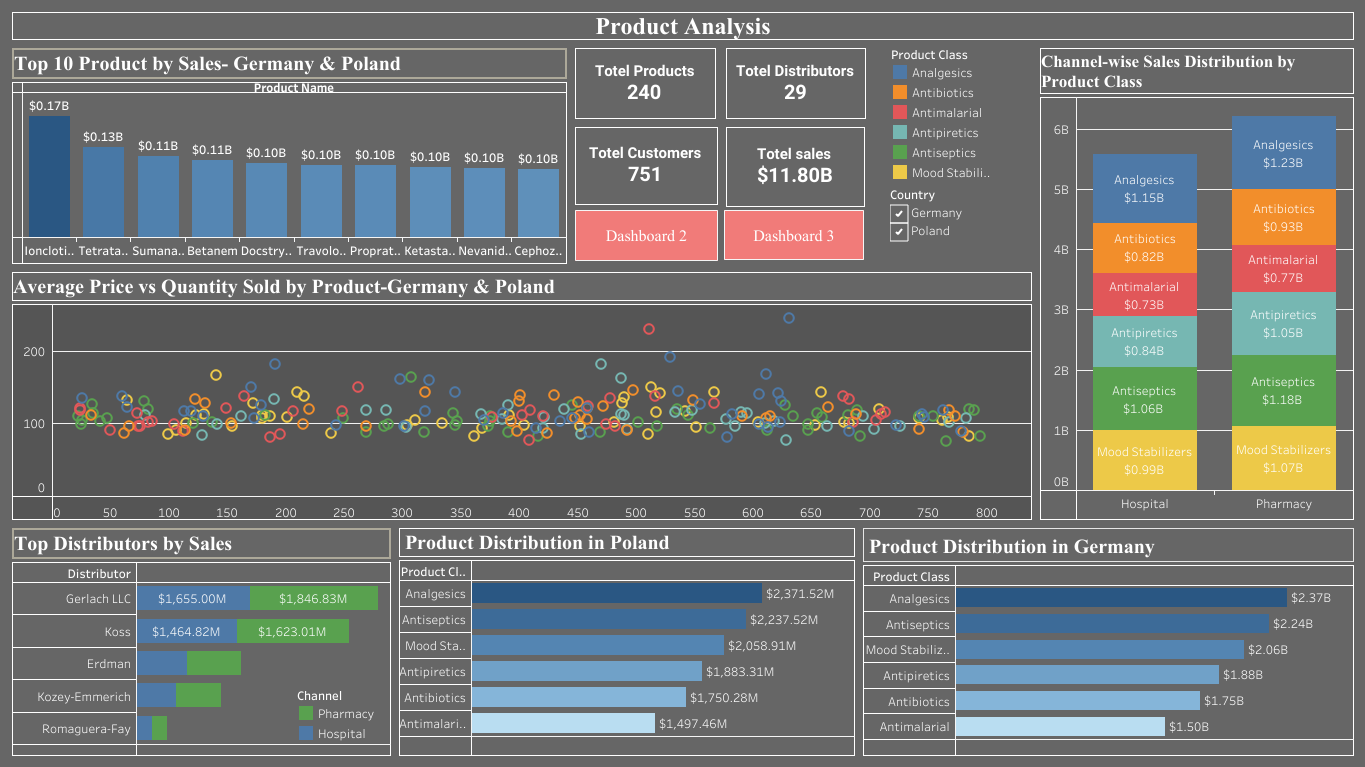 Product Analysis
Top 10 Product by Sales- Germany & Poland
Product Name
$0.17B
$0.13B
$0.11B
$0.11B
$0.10B
$0.10B
$0.10B
$0.10B
$0.10B
$0.10B
Ioncloti..
Tetrata..
Sumana..
Betanem
Docstry..
Travolo..
Proprat..
Ketasta..
Nevanid..
Cephoz..
Totel Products
240
Totel Distributors
29
Totel Customers
751
Totel sales
$11.80B
Dashboard 2
Dashboard 3
Product Class
Analgesics
Antibiotics
Antimalarial
Antipiretics
Antiseptics
Mood Stabili..
Country
Germany
Poland
Channel-wise Sales Distribution by
Product Class
6B
5B
4B
3B
2B
1B
0B
Analgesics
$1.15B
Antibiotics
$0.82B
Antimalarial
$0.73B
Antipiretics
$0.84B
Antiseptics
$1.06B
Mood Stabilizers
$0.99B
Analgesics
$1.23B
Antibiotics
$0.93B
Antimalarial
$0.77B
Antipiretics
$1.05B
Antiseptics
$1.18B
Mood Stabilizers
$1.07B
Hospital
Pharmacy
Average Price vs Quantity Sold by Product-Germany & Poland
200
100
0
0 50 100 150 200 250 300 350 400 450 500 550 600 650 700 750 800
Top Distributors by Sales
Distributor
Gerlach LLC $1,655.00M $1,846.83M
Koss $1,464.82M $1,623.01M
Erdman
Kozey-Emmerich
Romaguera-Fay
Channel
Pharmacy
Hospital
Product Distribution in Poland
Product Cl..
Analgesics $2,371.52M
Antiseptics $2,237.52M
Mood Sta.. $2,058.91M
Antipiretics $1,883.31M
Antibiotics $1,750.28M
Antimalari.. $1,497.46M
Product Distribution in Germany
Product Class
Analgesics $2.37B
Antiseptics $2.24B
Mood Stabiliz.. $2.06B
Antipiretics $1.88B
Antibiotics $1.75B
Antimalarial $1.50B